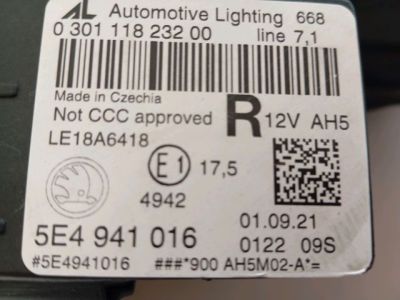 AL Automotive Lighting 668
0 301 118 232 00 line 7,1
Made in Czechia
Not CCC approved R 12V AH5
LE18A6418
E1 17,5
4942
01.09.21
5E4 941 016 0122 09S
#5E4941016 ###*900 AH5M02-A*=